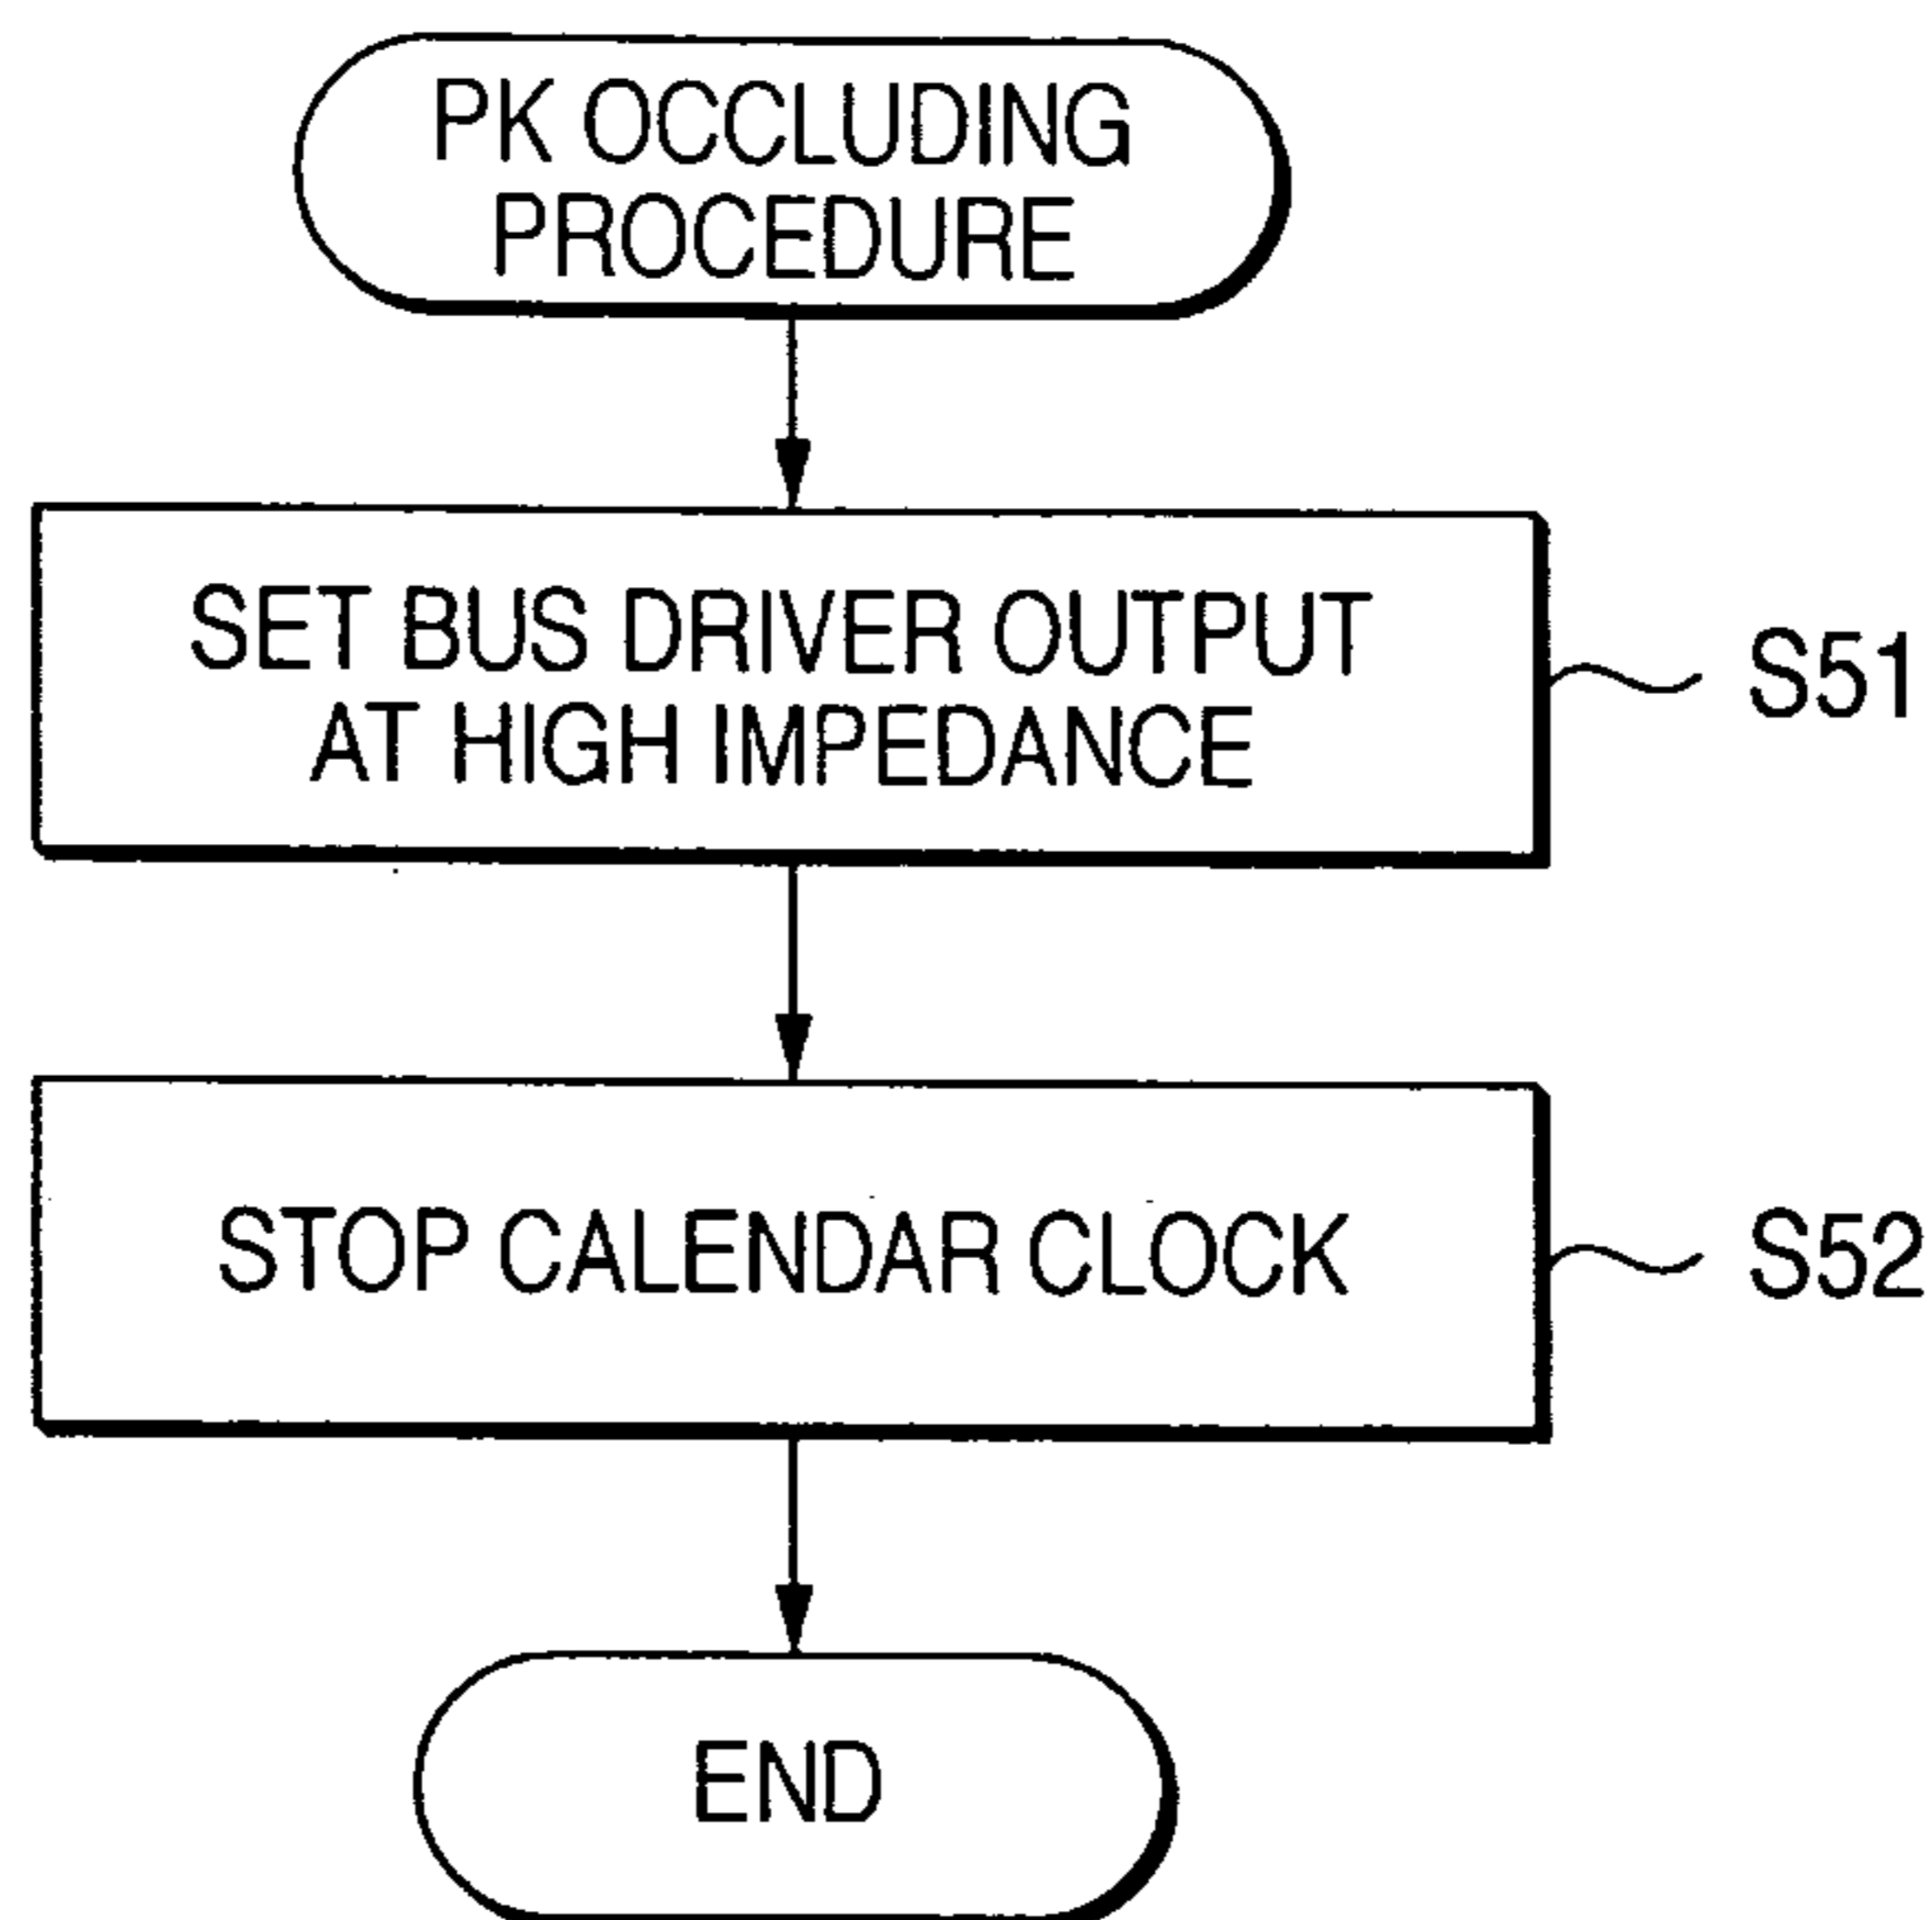 PK OCCLUDING
PROCEDURE
SET BUS DRIVER OUTPUT
AT HIGH IMPEDANCE
S51
STOP CALENDAR CLOCK
S52
END